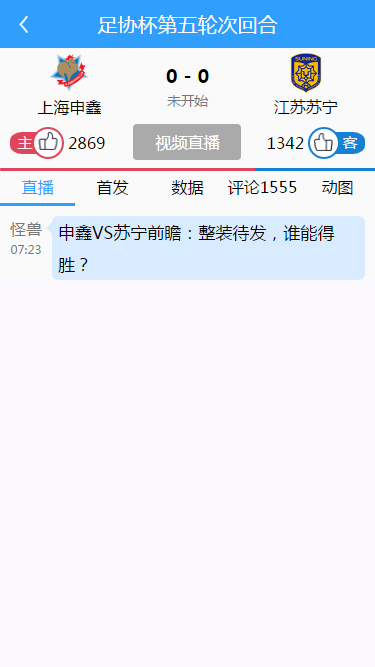 足协杯第五轮次回合
SUNING
0 - 0
上海申鑫
未开始
江苏苏宁
主 2869
视频直播
1342 客
直播 首发 数据 评论1555 动图
怪兽
07:23
申鑫VS苏宁前瞻：整装待发，谁能得
胜？